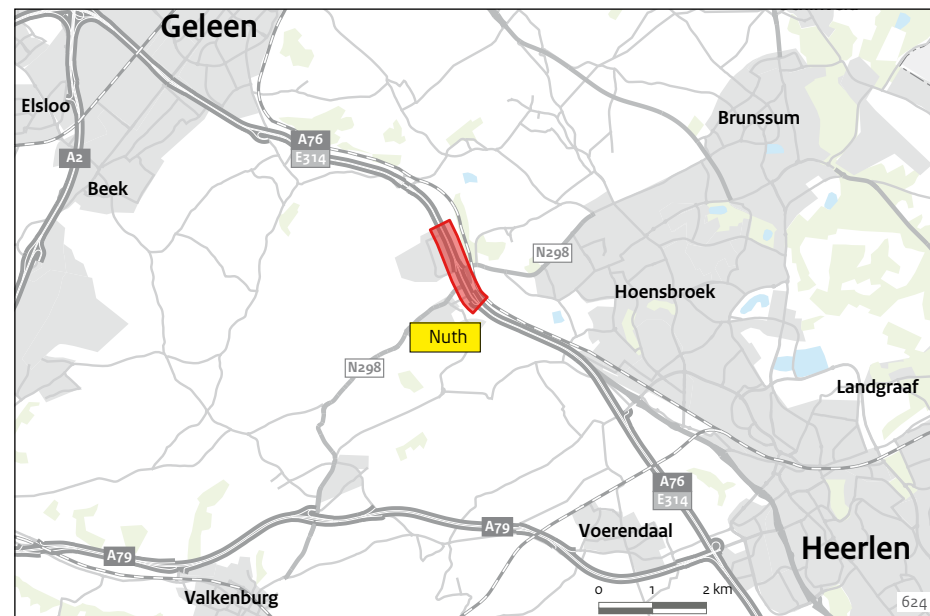 Geleen
Elsloo
A2
Beek
A76
E314
Brunssum
N298
Hoensbroek
Nuth
N298
Landgraaf
A76
E314
A79
Voerendaal
A79
Heerlen
Valkenburg
0 1 2 km
624